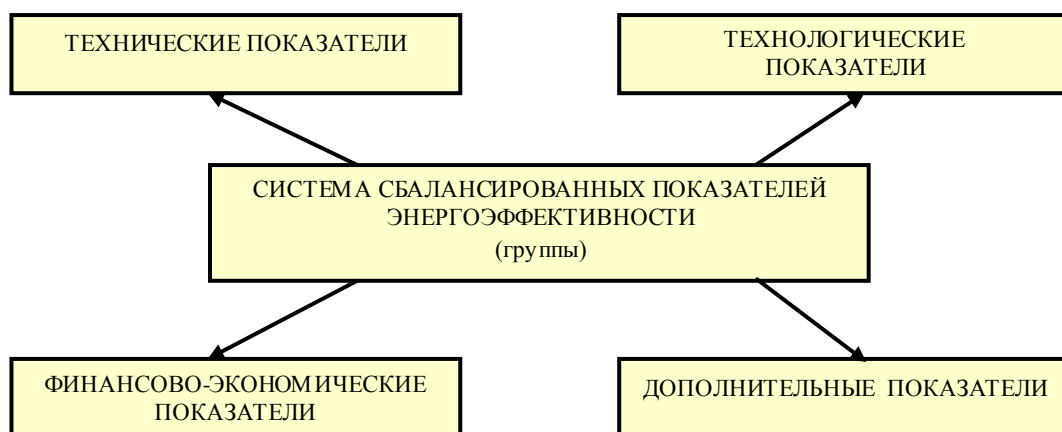 ТЕХНИЧЕСКИЕ ПОКАЗАТЕЛИ
ТЕХНОЛОГИЧЕСКИЕ
ПОКАЗАТЕЛИ
СИСТЕМА СБАЛАНСИРОВАННЫХ ПОКАЗАТЕЛЕЙ
ЭНЕРГОЭФФЕКТИВНОСТИ
(группы)
ФИНАНСОВО-ЭКОНОМИЧЕСКИЕ
ПОКАЗАТЕЛИ
ДОПОЛНИТЕЛЬНЫЕ ПОКАЗАТЕЛИ